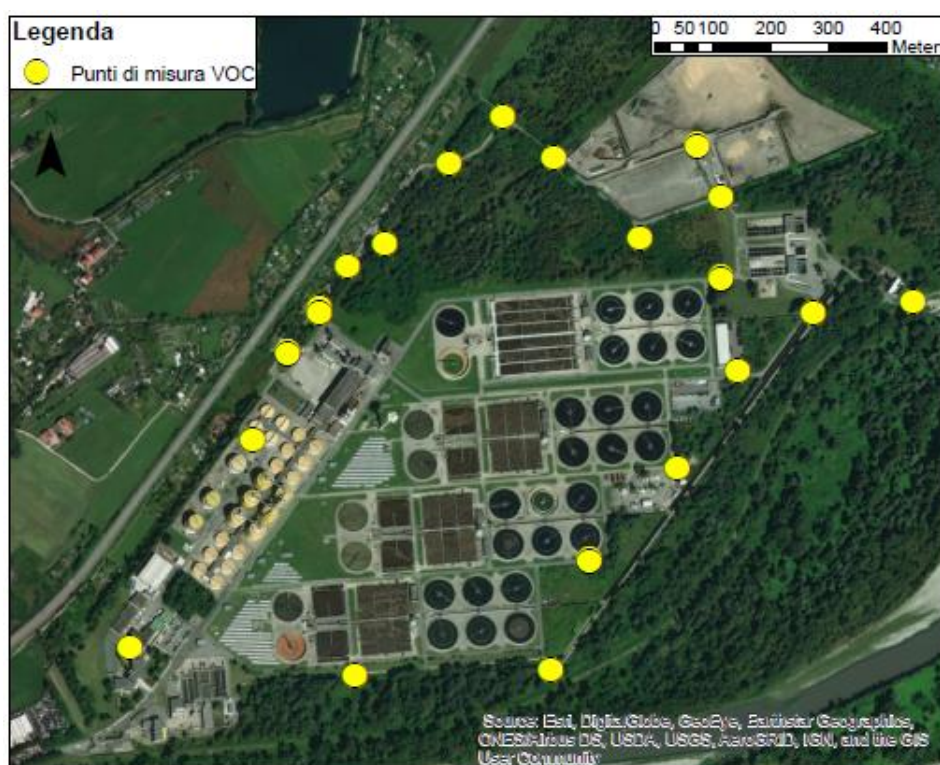 Legenda
Punti di misura VOC
0 50 100 200 300 400
Meter
N
Source: Esri, DigitalGlobe, GeoEye, Earthstar Geographics,
CNES/Airbus DS, USDA, USGS, AeroGRID, IGN, and the GIS
User Community